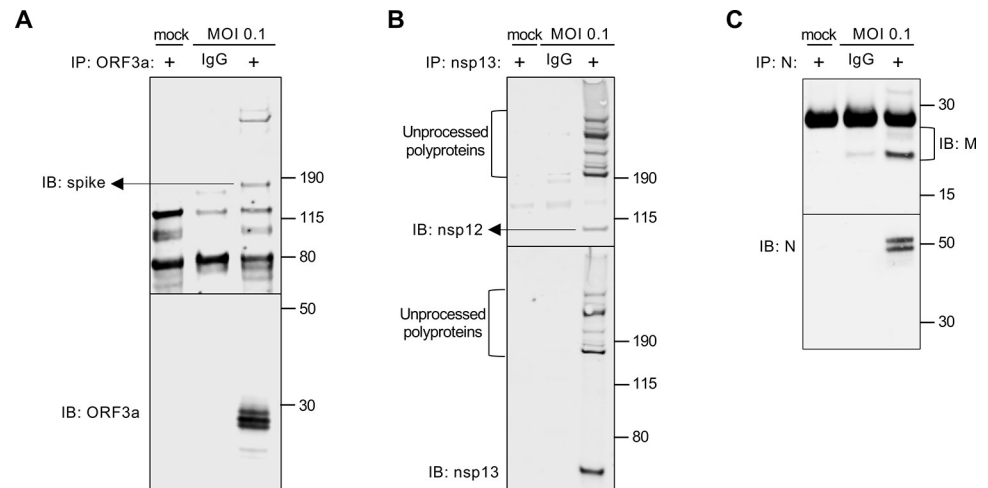 A
mock MOI 0.1
IP: ORF3a: + IgG +
IB: spike
190
115
80
50
30
IB: ORF3a
B
mock MOI 0.1
IP: nsp13: + IgG +
Unprocessed
polyproteins
190
115
IB: nsp12
Unprocessed
polyproteins
190
115
80
IB: nsp13
C
mock MOI 0.1
IP: N: + IgG +
30
IB: M
15
IB: N
50
30